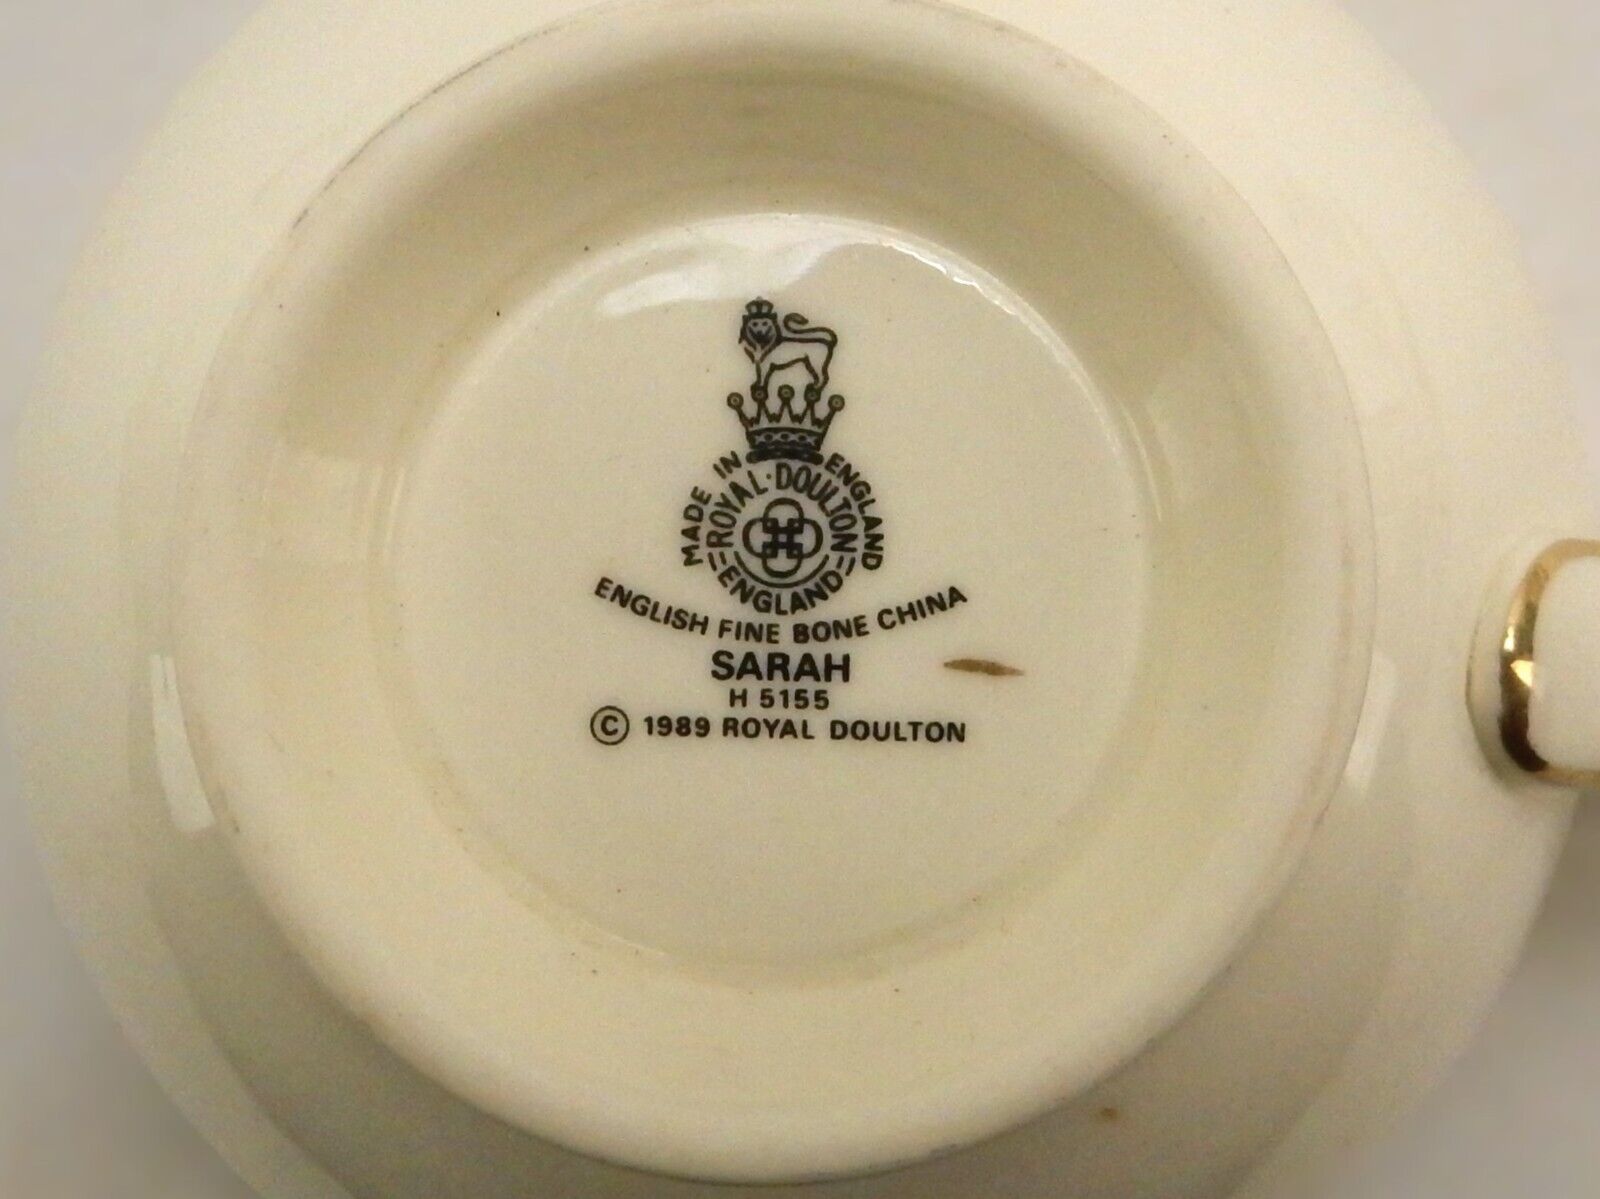 MADE IN ENGLAND
ROYAL·DOULTON
ENGLAND
ENGLISH FINE BONE CHINA
SARAH
H 5155
© 1989 ROYAL DOULTON